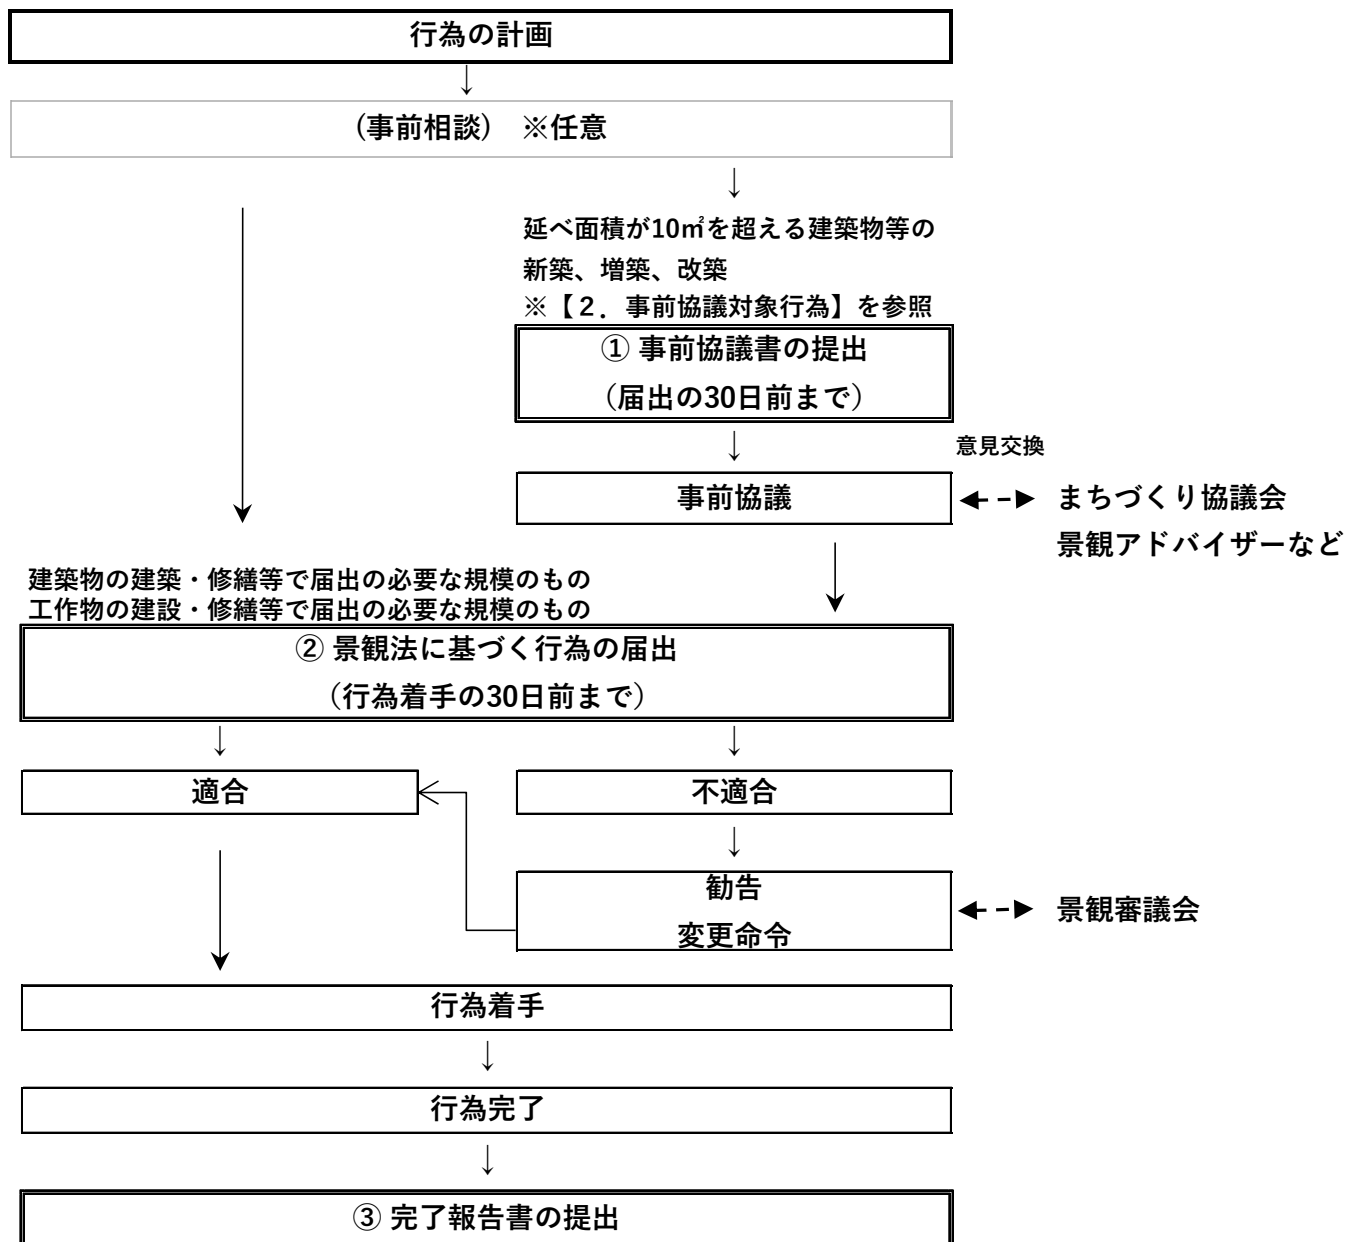 行為の計画
(事前相談)　※任意
延べ面積が10㎡を超える建築物等の
新築、増築、改築
※【２．事前協議対象行為】を参照
① 事前協議書の提出
（届出の30日前まで）
意見交換
事前協議
まちづくり協議会
景観アドバイザーなど
建築物の建築・修繕等で届出の必要な規模のもの
工作物の建設・修繕等で届出の必要な規模のもの
② 景観法に基づく行為の届出
（行為着手の30日前まで）
適合
不適合
勧告
変更命令
景観審議会
行為着手
行為完了
③ 完了報告書の提出